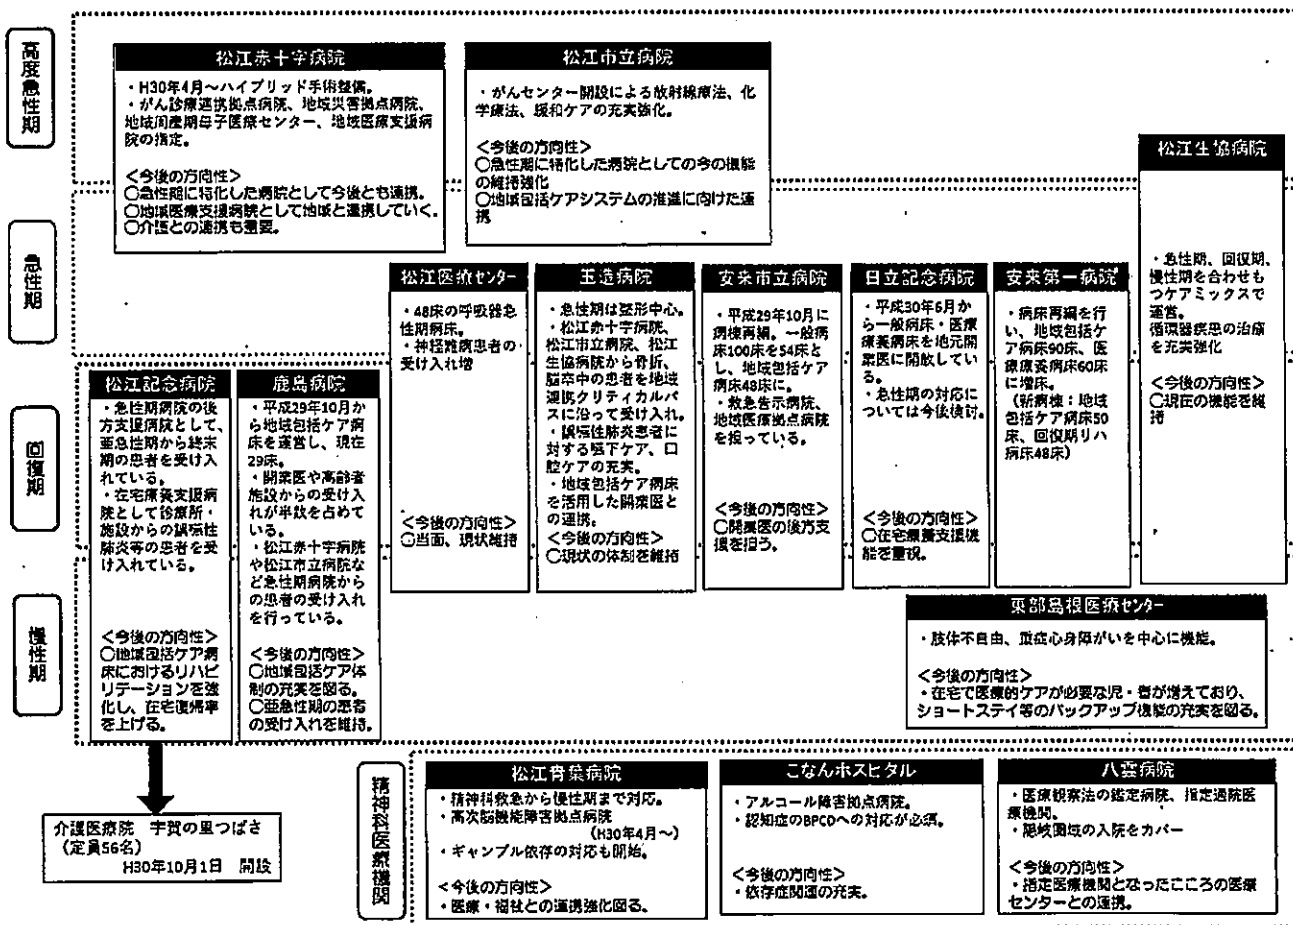 高度急性期
松江赤十字病院
・H30年4月～ハイブリッド手術整備。
・がん診療連携拠点病院、地域災害拠点病院、
地域周産期母子医療センター、地域医療支援病
院の指定。
＜今後の方向性＞
〇急性期に特化した病院として今後とも連携。
〇地域医療支援病院として地域と連携していく。
〇介護との連携も重要。
松江市立病院
・がんセンター開設による放射線療法、化
学療法、緩和ケアの充実強化。
＜今後の方向性＞
〇急性期に特化した病院としての今の機能
の維持強化
〇地域包括ケアシステムの推進に向けた連
携
松江生協病院
・急性期、回復期、
慢性期を合わせも
つケアミックスで
運営。
循環器疾患の治療
を充実強化
＜今後の方向性＞
〇現在の機能を維
持
急性期
松江医療センター
・48床の呼吸器急
性期病床。
・神経難病患者の
受け入れ増
＜今後の方向性＞
〇当面、現状維持
玉造病院
・急性期は整形中心。
・松江赤十字病院、
松江市立病院、松江
生協病院から骨折、
脳卒中の患者を地域
連携クリティカルパ
スに沿って受け入れ。
・誤嚥性肺炎患者に
対する嚥下ケア、口
腔ケアの充実。
・地域包括ケア病床
を活用した開業医と
の連携。
＜今後の方向性＞
〇現状の体制を維持
安来市立病院
・平成29年10月に
病棟再編。一般病
床100床を54床と
し、地域包括ケア
病床48床に。
・救急告示病院、
地域医療拠点病院
を担っている。
＜今後の方向性＞
〇開業医の後方支
援を担う。
日立記念病院
・平成30年6月か
ら一般病床・医療
療養病床を地元開
業医に開放してい
る。
・急性期の対応に
ついては今後検討。
＜今後の方向性＞
〇在宅療養支援機
能を重視。
安来第一病院
・病床再編を行
い、地域包括ケ
ア病床90床、医
療療養病床60床
に増床。
（新病棟：地域
包括ケア病床50
床、回復期リハ
病床48床）
回復期
松江記念病院
・急性期病院の後
方支援病院として、
亜急性期から終末
期の患者を受け入
れている。
・在宅療養支援病
院として診療所・
施設からの誤嚥性
肺炎等の患者を受
け入れている。
＜今後の方向性＞
〇地域包括ケア病
床におけるリハビ
リテーションを強
化し、在宅復帰率
を上げる。
鹿島病院
・平成29年10月か
ら地域包括ケア病
床を運営し、現在
29床。
・開業医や高齢者
施設からの受け入
れが半数を占めて
いる。
・松江赤十字病院
や松江市立病院な
ど急性期病院から
の患者の受け入れ
を行っている。
＜今後の方向性＞
〇地域包括ケア体
制の充実を図る。
〇亜急性期の患者
の受け入れを維持。
慢性期
東部島根医療センター
・肢体不自由、重症心身障がいを中心に機能。
＜今後の方向性＞
・在宅で医療的ケアが必要な児・者が増えており、
ショートステイ等のバックアップ機能の充実を図る。
介護医療院 宇賀の里つばさ
（定員56名）
H30年10月1日 開設
精神科医療機関
松江青葉病院
・精神科救急から慢性期まで対応。
・高次脳機能障害拠点病院
（H30年4月～）
・ギャンブル依存の対応も開始。
＜今後の方向性＞
・医療・福祉との連携強化図る。
こなんホスピタル
・アルコール障害拠点病院。
・認知症のBPCDへの対応が必須。
＜今後の方向性＞
・依存症関連の充実。
八雲病院
・医療観察法の鑑定病院、指定通院医
療機関。
・隠岐圏域の入院をカバー
＜今後の方向性＞
・指定医療機関となったこころの医療
センターとの連携。